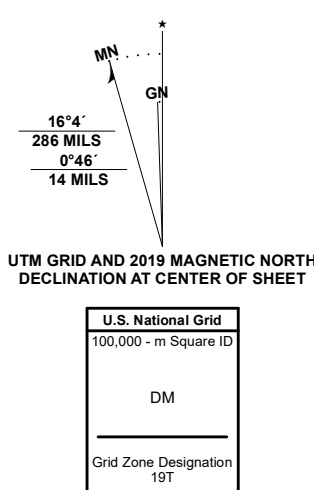 MN
GN
16°4´
286 MILS
0°46´
14 MILS
UTM GRID AND 2019 MAGNETIC NORTH
DECLINATION AT CENTER OF SHEET
U.S. National Grid
100,000 - m Square ID
DM
Grid Zone Designation
19T